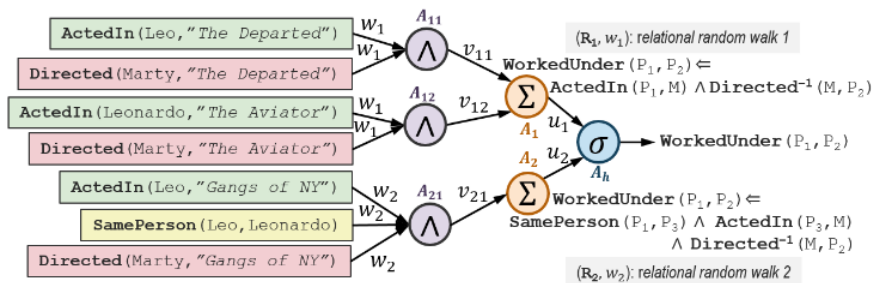 ActedIn(Leo,"The Departed")
Directed(Marty,"The Departed")
ActedIn(Leonardo,"The Aviator")
Directed(Marty,"The Aviator")
ActedIn(Leo,"Gangs of NY")
SamePerson(Leo,Leonardo)
Directed(Marty,"Gangs of NY")
w₁
w₁
w₁
w₁
w₂
w₂
w₂
A₁₁
∧
A₁₂
∧
A₂₁
∧
v₁₁
v₁₂
v₂₁
Σ
A₁
A₂
Σ
u₁
u₂
σ
Aₕ
(R₁, w₁): relational random walk 1
WorkedUnder(P₁,P₂)⇐
ActedIn(P₁,M) ∧Directed⁻¹(M,P₂)
WorkedUnder(P₁,P₂)
WorkedUnder(P₁,P₂)⇐
SamePerson(P₁,P₃) ∧ ActedIn(P₃,M)
∧ Directed⁻¹(M,P₂)
(R₂, w₂): relational random walk 2